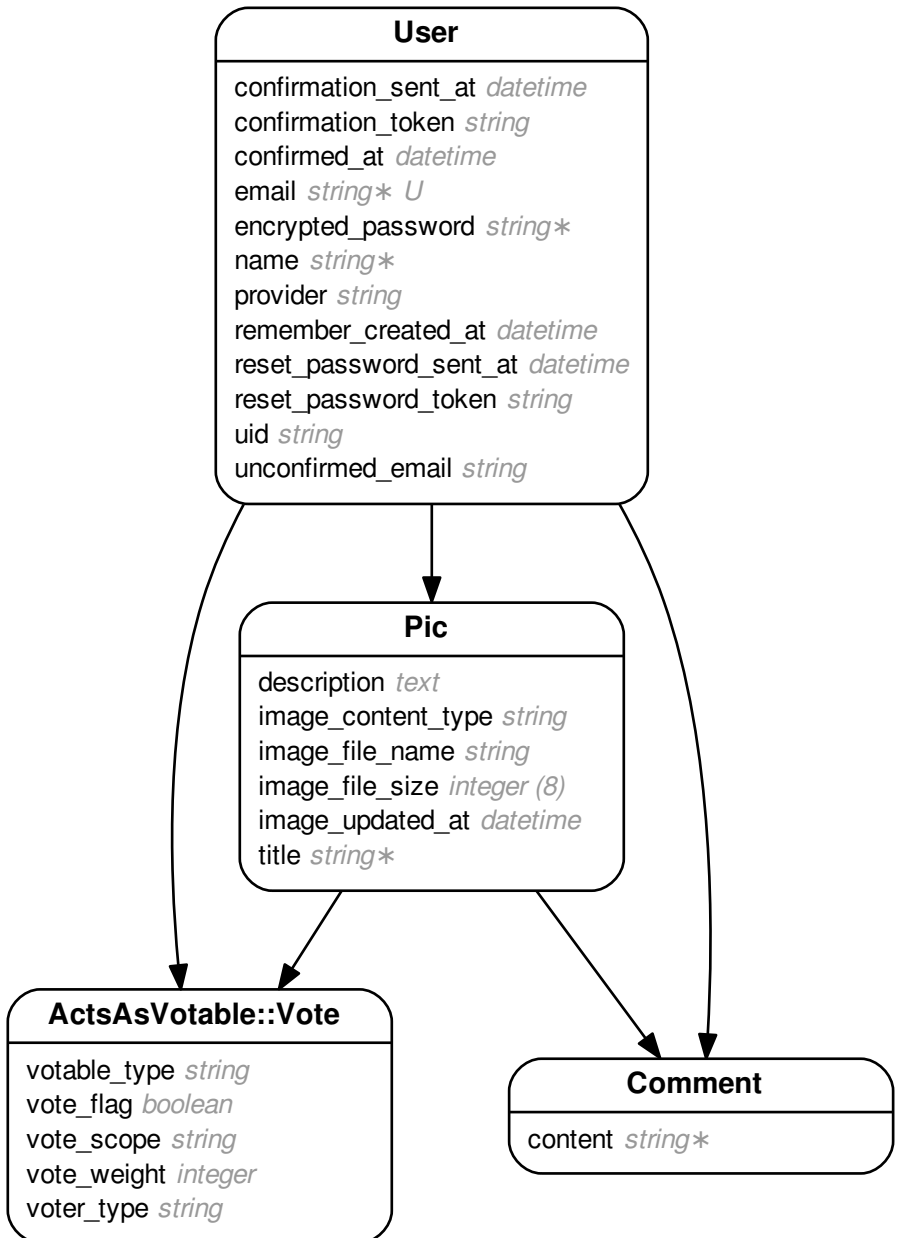 User
confirmation_sent_at datetime
confirmation_token string
confirmed_at datetime
email string∗ U
encrypted_password string∗
name string∗
provider string
remember_created_at datetime
reset_password_sent_at datetime
reset_password_token string
uid string
unconfirmed_email string
Pic
description text
image_content_type string
image_file_name string
image_file_size integer (8)
image_updated_at datetime
title string∗
ActsAsVotable::Vote
votable_type string
vote_flag boolean
vote_scope string
vote_weight integer
voter_type string
Comment
content string∗